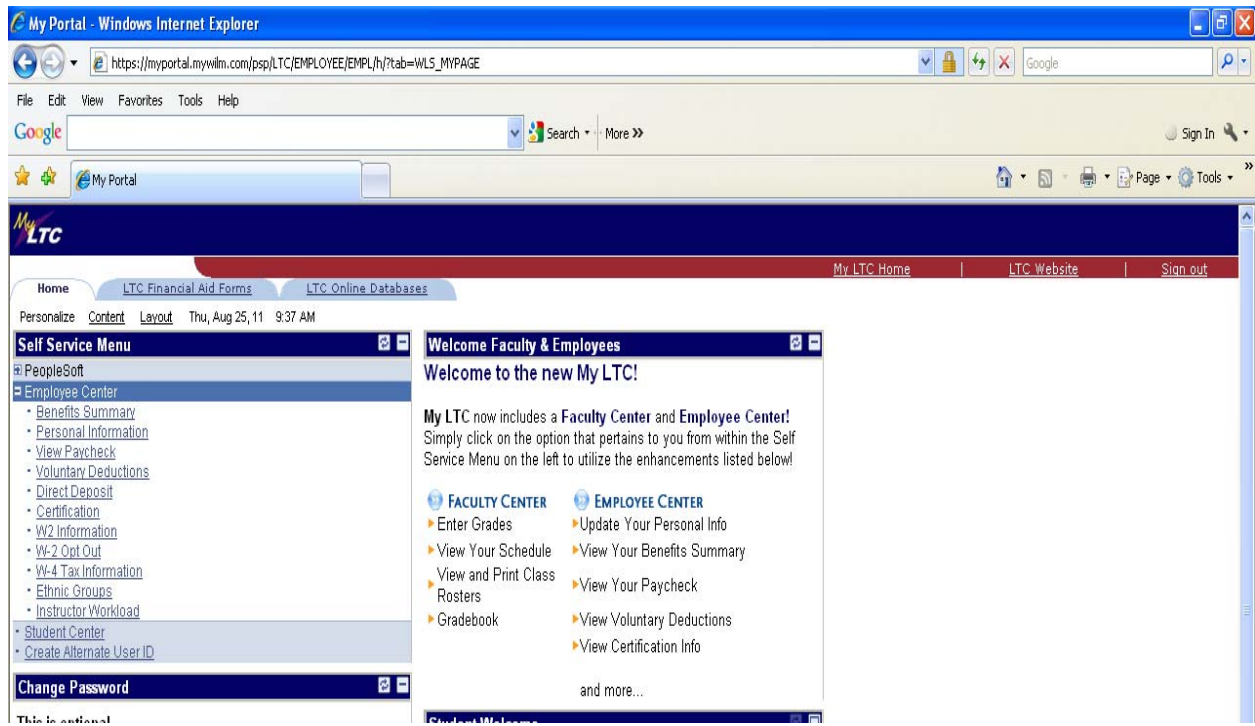 My Portal - Windows Internet Explorer
https://myportal.mywilm.com/psp/LTC/EMPLOYEE/EMPL/h/?tab=WLS_MYPAGE
Google
File Edit View Favorites Tools Help
Google
Search
More »
Sign In
My Portal
Page
Tools
»
My LTC
My LTC Home | LTC Website | Sign out
Home
LTC Financial Aid Forms
LTC Online Databases
Personalize Content Layout Thu, Aug 25, 11 9:37 AM
Self Service Menu
PeopleSoft
Employee Center
Benefits Summary
Personal Information
View Paycheck
Voluntary Deductions
Direct Deposit
Certification
W2 Information
W-2 Opt Out
W-4 Tax Information
Ethnic Groups
Instructor Workload
Student Center
Create Alternate User ID
Change Password
This is optional
Welcome Faculty & Employees
Welcome to the new My LTC!
My LTC now includes a Faculty Center and Employee Center!
Simply click on the option that pertains to you from within the Self
Service Menu on the left to utilize the enhancements listed below!
FACULTY CENTER
Enter Grades
View Your Schedule
View and Print Class
Rosters
Gradebook
EMPLOYEE CENTER
Update Your Personal Info
View Your Benefits Summary
View Your Paycheck
View Voluntary Deductions
View Certification Info
and more...
Student Welcome